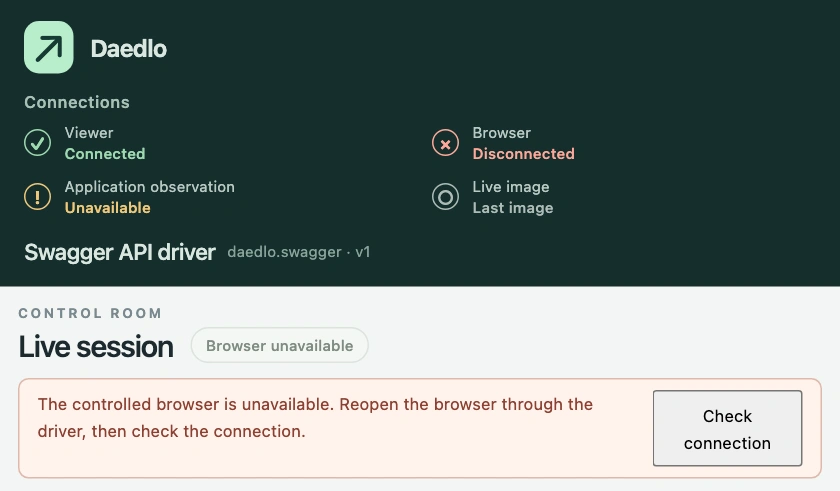 Daedlo
Connections
Viewer
Connected
Browser
Disconnected
Application observation
Unavailable
Live image
Last image
Swagger API driver daedlo.swagger · v1
CONTROL ROOM
Live session Browser unavailable
The controlled browser is unavailable. Reopen the browser through the
driver, then check the connection.
Check
connection